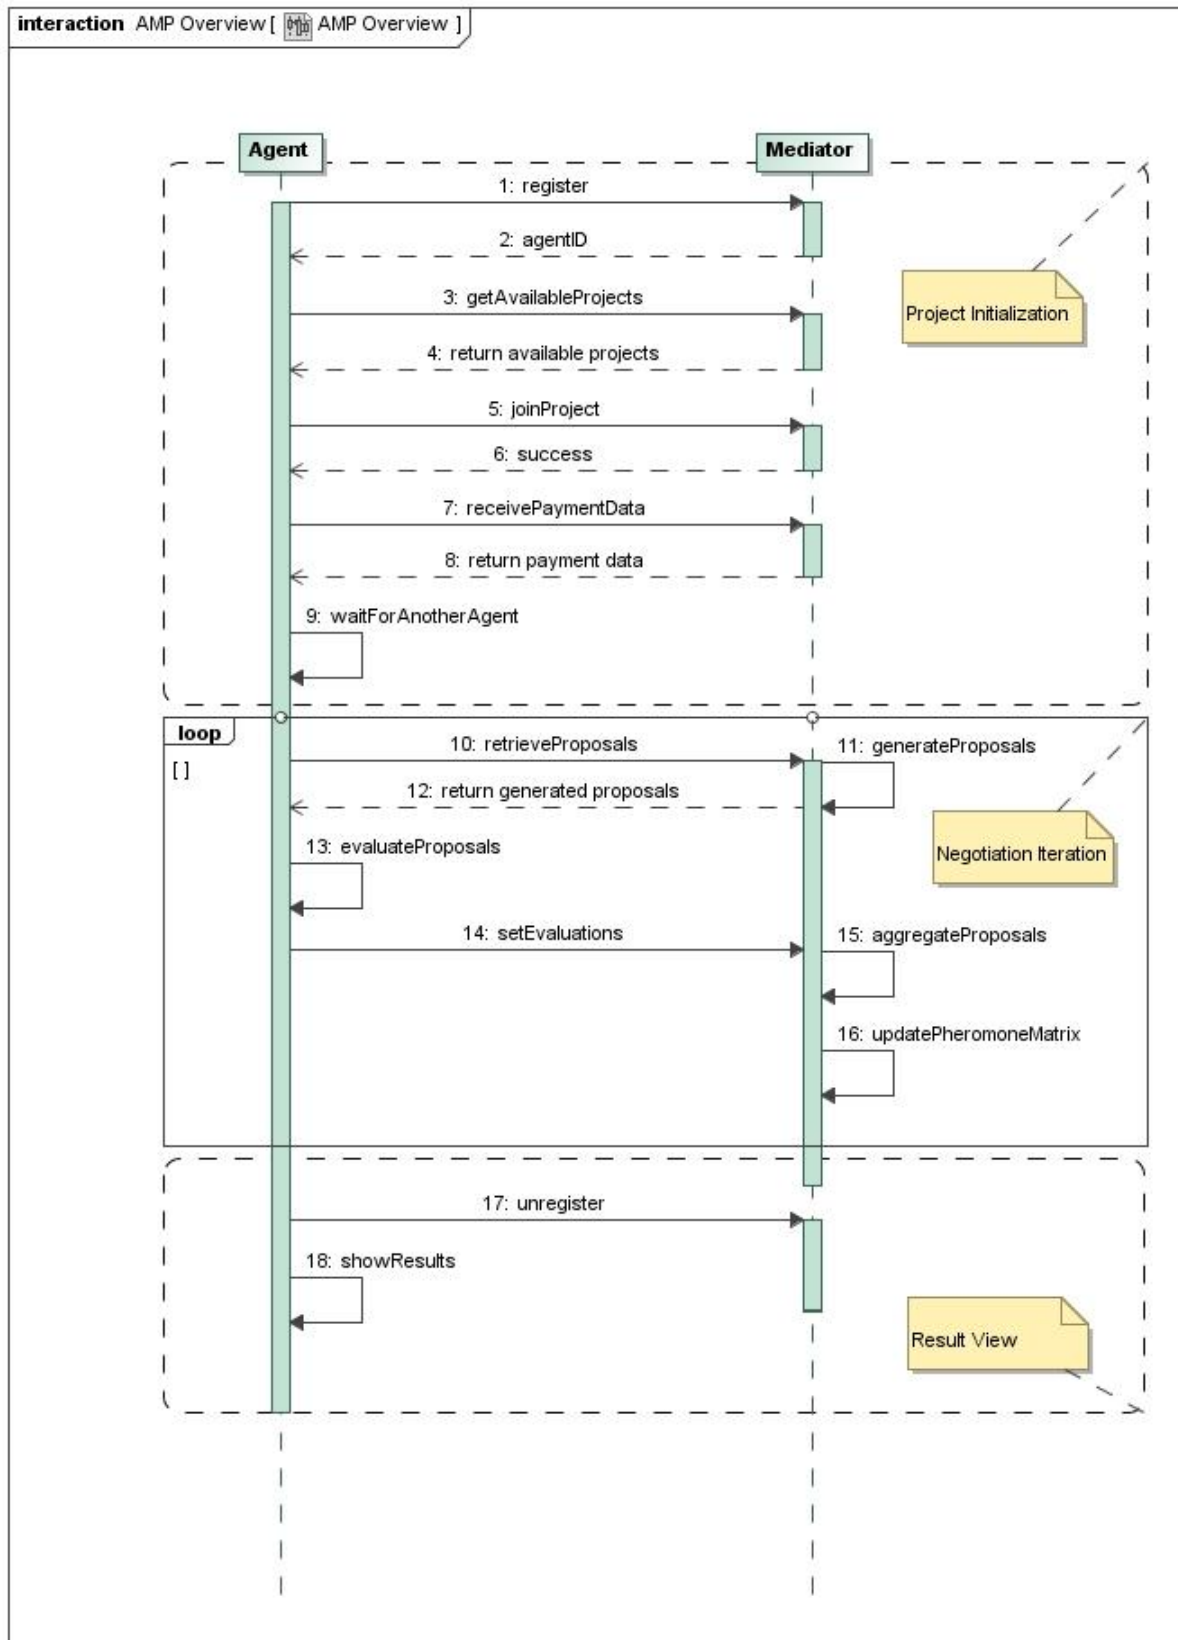 interaction AMP Overview [ AMP Overview ]
Agent
Mediator
1: register
2: agentID
3: getAvailableProjects
Project Initialization
4: return available projects
5: joinProject
6: success
7: receivePaymentData
8: return payment data
9: waitForAnotherAgent
loop
[ ]
10: retrieveProposals
11: generateProposals
12: return generated proposals
13: evaluateProposals
Negotiation Iteration
14: setEvaluations
15: aggregateProposals
16: updatePheromoneMatrix
17: unregister
18: showResults
Result View